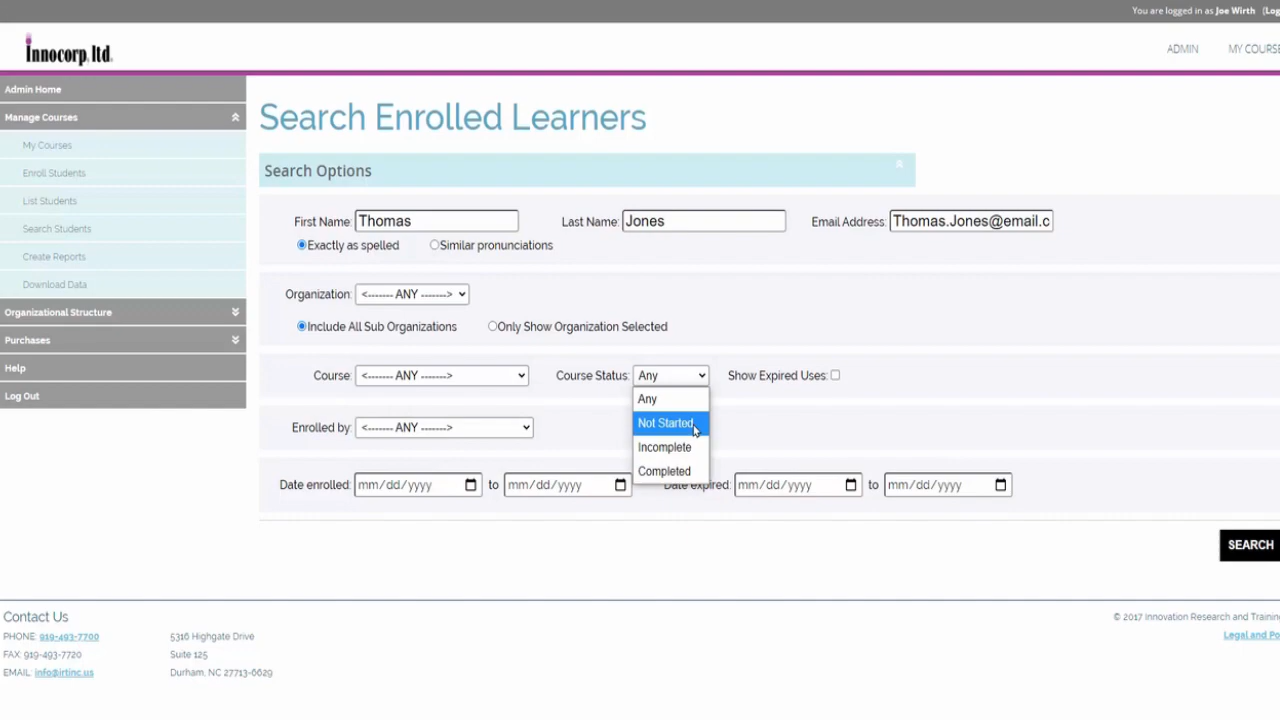 You are logged in as Joe Wirth (Log
Innocorp, ltd.
ADMIN MY COURSE
Admin Home
Manage Courses
My Courses
Enroll Students
List Students
Search Students
Create Reports
Download Data
Organizational Structure
Purchases
Help
Log Out
Search Enrolled Learners
Search Options
First Name: Thomas Last Name: Jones Email Address: Thomas.Jones@email.c
Exactly as spelled Similar pronunciations
Organization: <------- ANY ------->
Include All Sub Organizations Only Show Organization Selected
Course: <------- ANY -------> Course Status: Any Show Expired Uses:
Any
Not Started
Incomplete
Completed
Enrolled by: <------- ANY ------->
Date enrolled: mm/dd/yyyy to mm/dd/yyyy Date expired: mm/dd/yyyy to mm/dd/yyyy
SEARCH
Contact Us
PHONE: 919-493-7700
FAX: 919-493-7720
EMAIL: info@irtinc.us
5316 Highgate Drive
Suite 125
Durham, NC 27713-6629
© 2017 Innovation Research and Training
Legal and Po